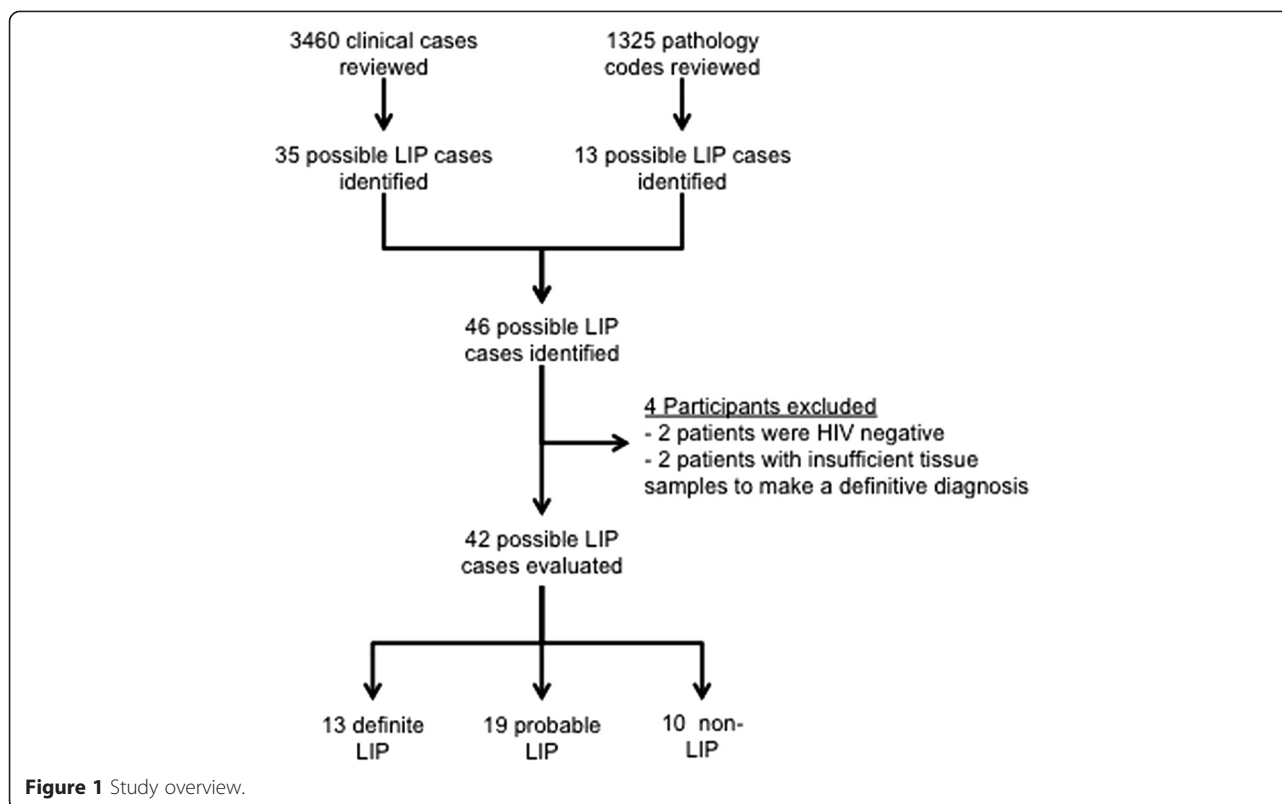 3460 clinical cases
reviewed
1325 pathology
codes reviewed
35 possible LIP cases
identified
13 possible LIP cases
identified
46 possible LIP
cases identified
4 Participants excluded
- 2 patients were HIV negative
- 2 patients with insufficient tissue
samples to make a definitive diagnosis
42 possible LIP
cases evaluated
13 definite
LIP
19 probable
LIP
10 non-
LIP
Figure 1 Study overview.